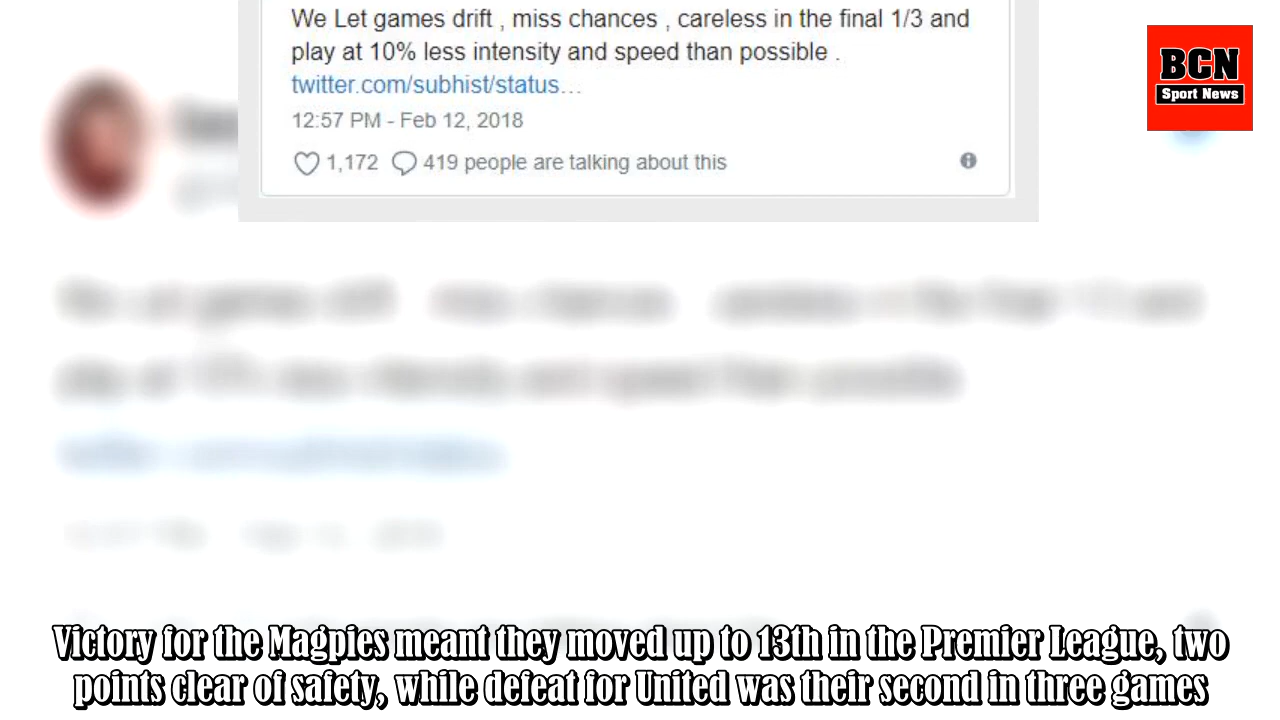 We Let games drift , miss chances , careless in the final 1/3 and
play at 10% less intensity and speed than possible .
twitter.com/subhist/status...
12:57 PM - Feb 12, 2018
1,172 419 people are talking about this
BCN
Sport News
Victory for the Magpies meant they moved up to 13th in the Premier League, two
points clear of safety, while defeat for United was their second in three games